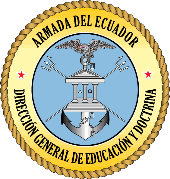 ARMADA DEL ECUADOR
DIRECCIÓN GENERAL DE EDUCACIÓN Y DOCTRINA